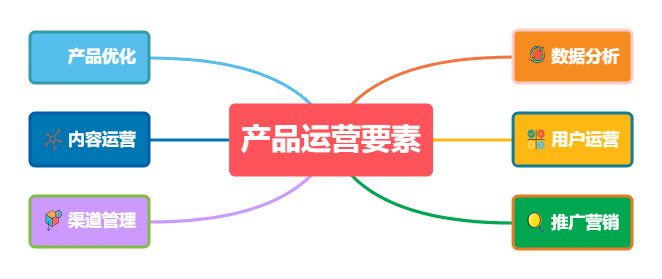 产品优化
数据分析
产品运营要素
内容运营
用户运营
渠道管理
推广营销